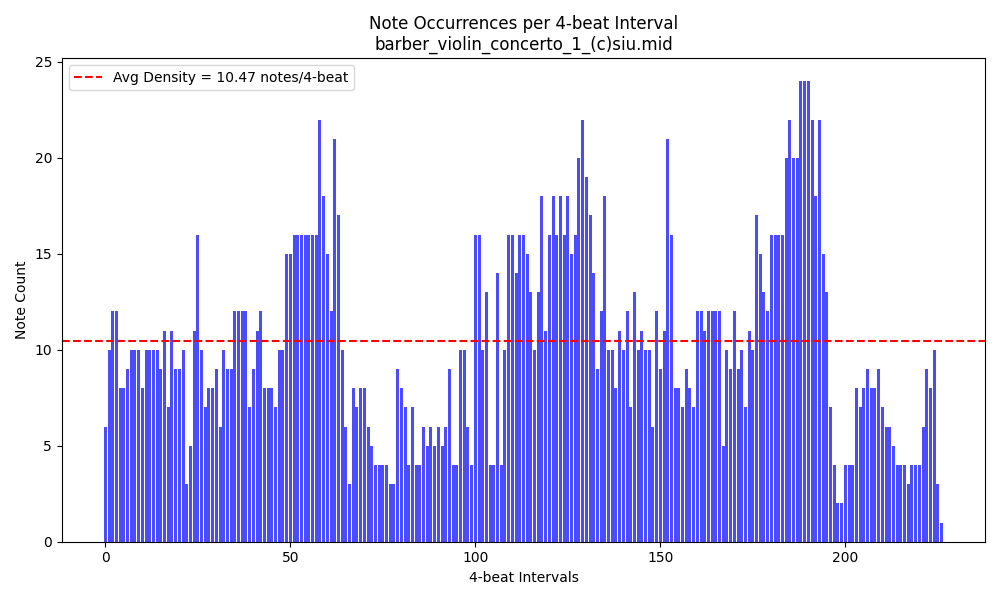 Note Occurrences per 4-beat Interval
barber_violin_concerto_1_(c)siu.mid
Avg Density = 10.47 notes/4-beat
Note Count
25
20
15
10
5
0
0 50 100 150 200
4-beat Intervals